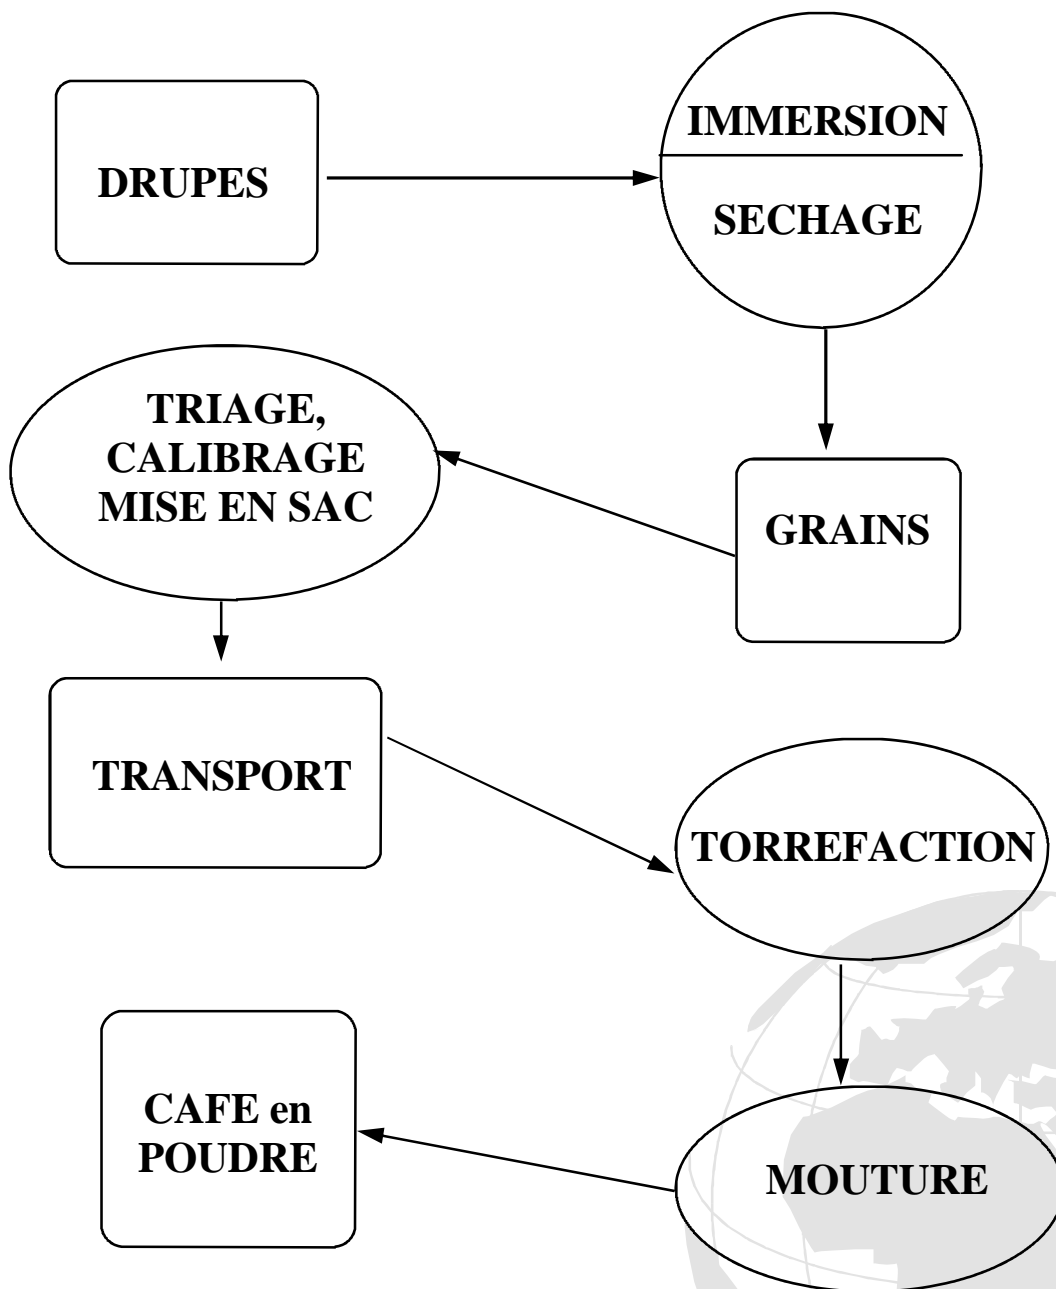 DRUPES
IMMERSION
SECHAGE
TRIAGE,
CALIBRAGE
MISE EN SAC
GRAINS
TRANSPORT
TORREFACTION
CAFE en
POUDRE
MOUTURE